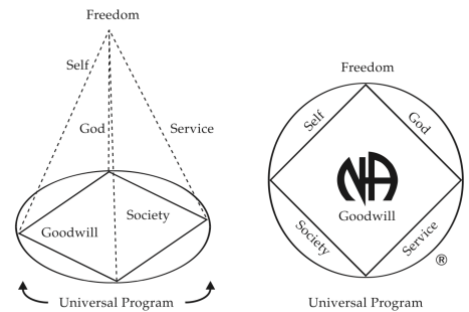 Freedom
Self
God
Service
Society
Goodwill
Universal Program
Freedom
Self
God
NA
Goodwill
Society
Service
®
Universal Program